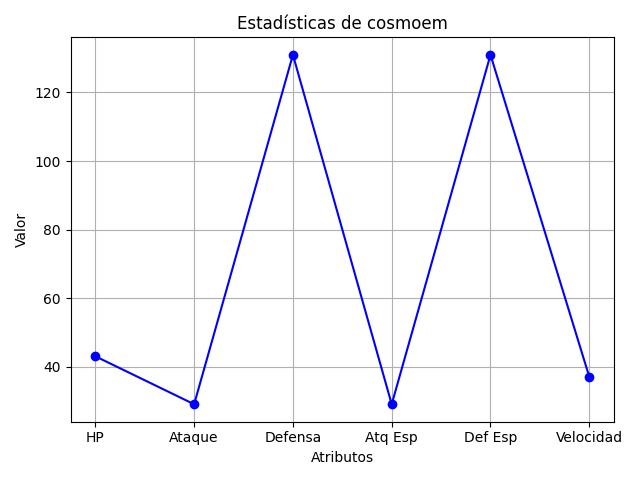 Estadísticas de cosmoem
Valor
120
100
80
60
40
HP Ataque Defensa Atq Esp Def Esp Velocidad
Atributos